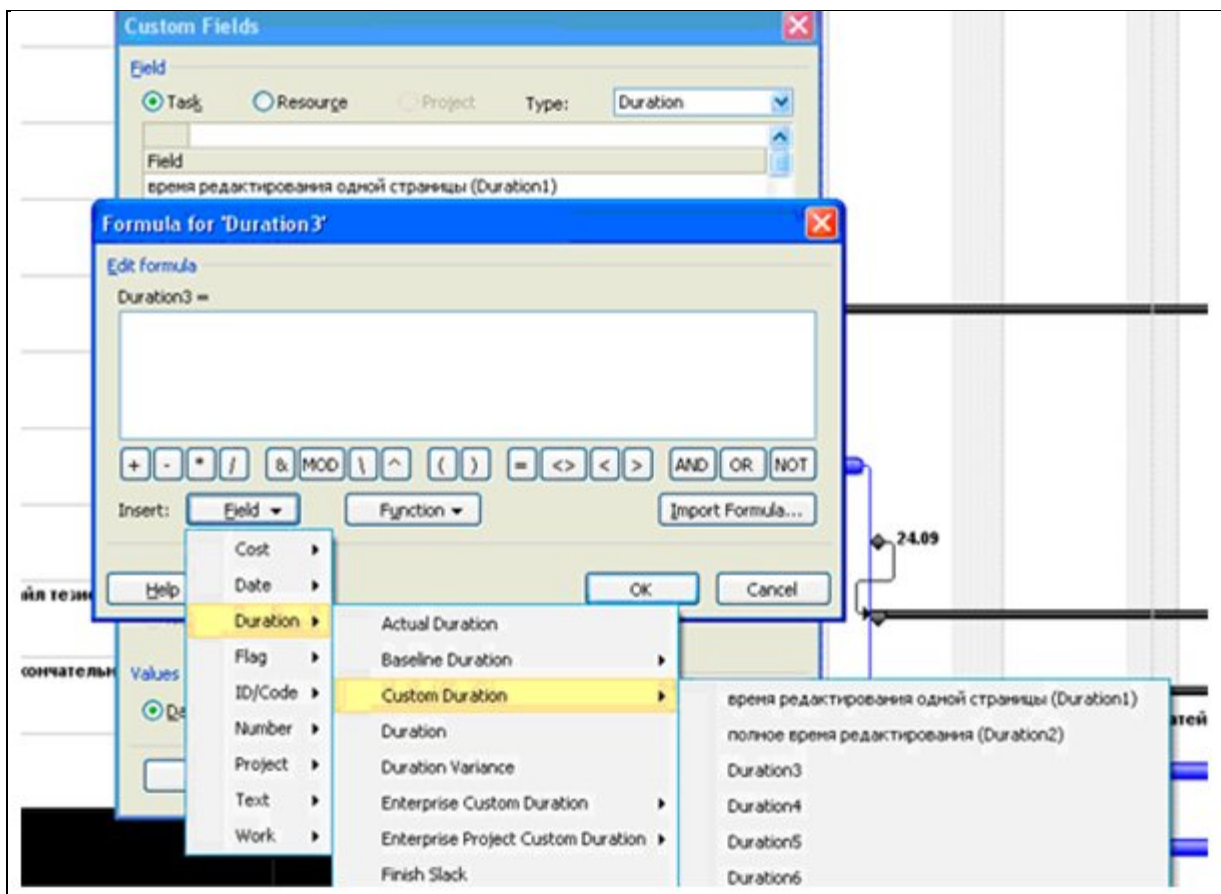 Custom Fields
Field
Task Resource Project Type: Duration
Field
время редактирования одной страницы (Duration1)
Formula for 'Duration3'
Edit formula
Duration3 =
+ - * / & MOD \ ^ ( ) = <> < > AND OR NOT
Insert: Field Function Import Formula...
24.09
Help OK Cancel
Values
Cost
Date
Duration
Flag
ID/Code
Number
Project
Text
Work
Actual Duration
Baseline Duration
Custom Duration
Duration
Duration Variance
Enterprise Custom Duration
Enterprise Project Custom Duration
Finish Slack
время редактирования одной страницы (Duration1)
полное время редактирования (Duration2)
Duration3
Duration4
Duration5
Duration6